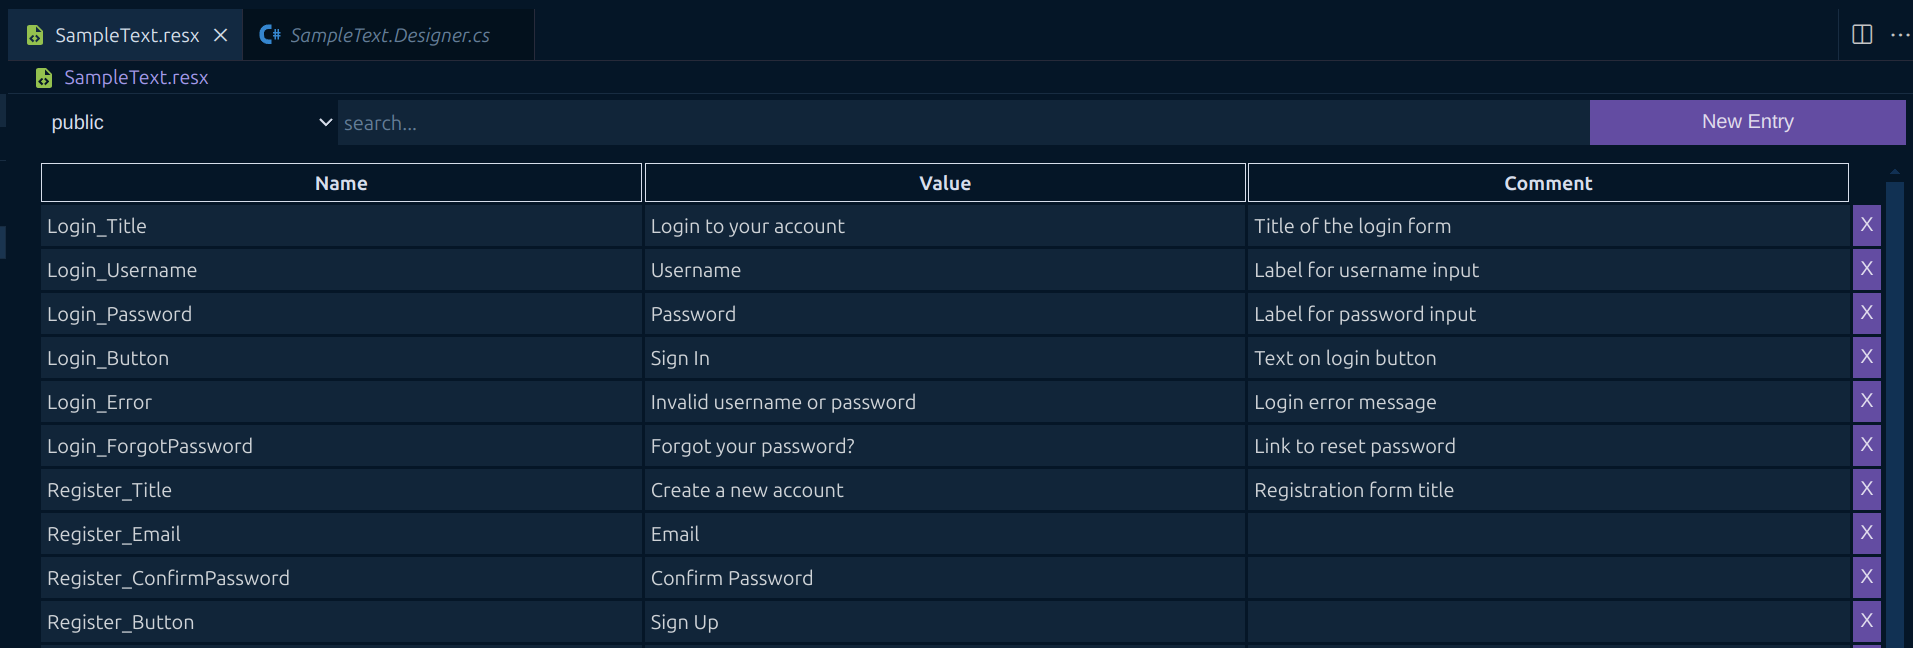 SampleText.resx SampleText.Designer.cs
SampleText.resx
public search... New Entry
Name Value Comment
Login_Title Login to your account Title of the login form X
Login_Username Username Label for username input X
Login_Password Password Label for password input X
Login_Button Sign In Text on login button X
Login_Error Invalid username or password Login error message X
Login_ForgotPassword Forgot your password? Link to reset password X
Register_Title Create a new account Registration form title X
Register_Email Email X
Register_ConfirmPassword Confirm Password X
Register_Button Sign Up X